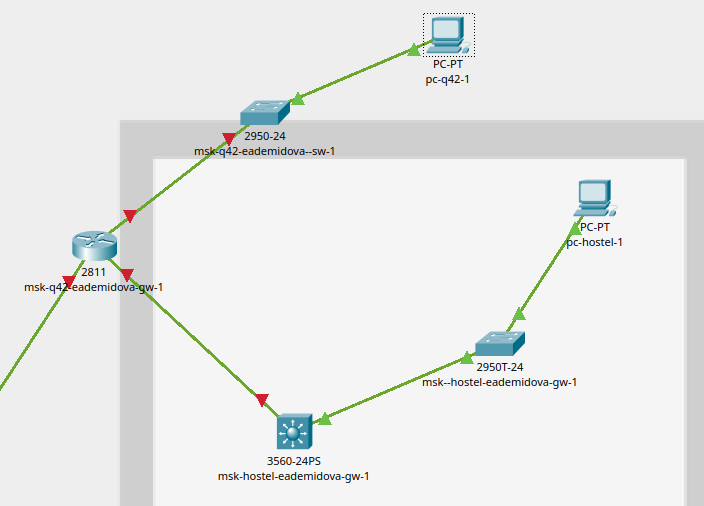 PC-PT
pc-q42-1
2950-24
msk-q42-eademidova--sw-1
PC-PT
pc-hostel-1
2811
msk-q42-eademidova-gw-1
2950T-24
msk--hostel-eademidova-gw-1
3560-24PS
msk-hostel-eademidova-gw-1